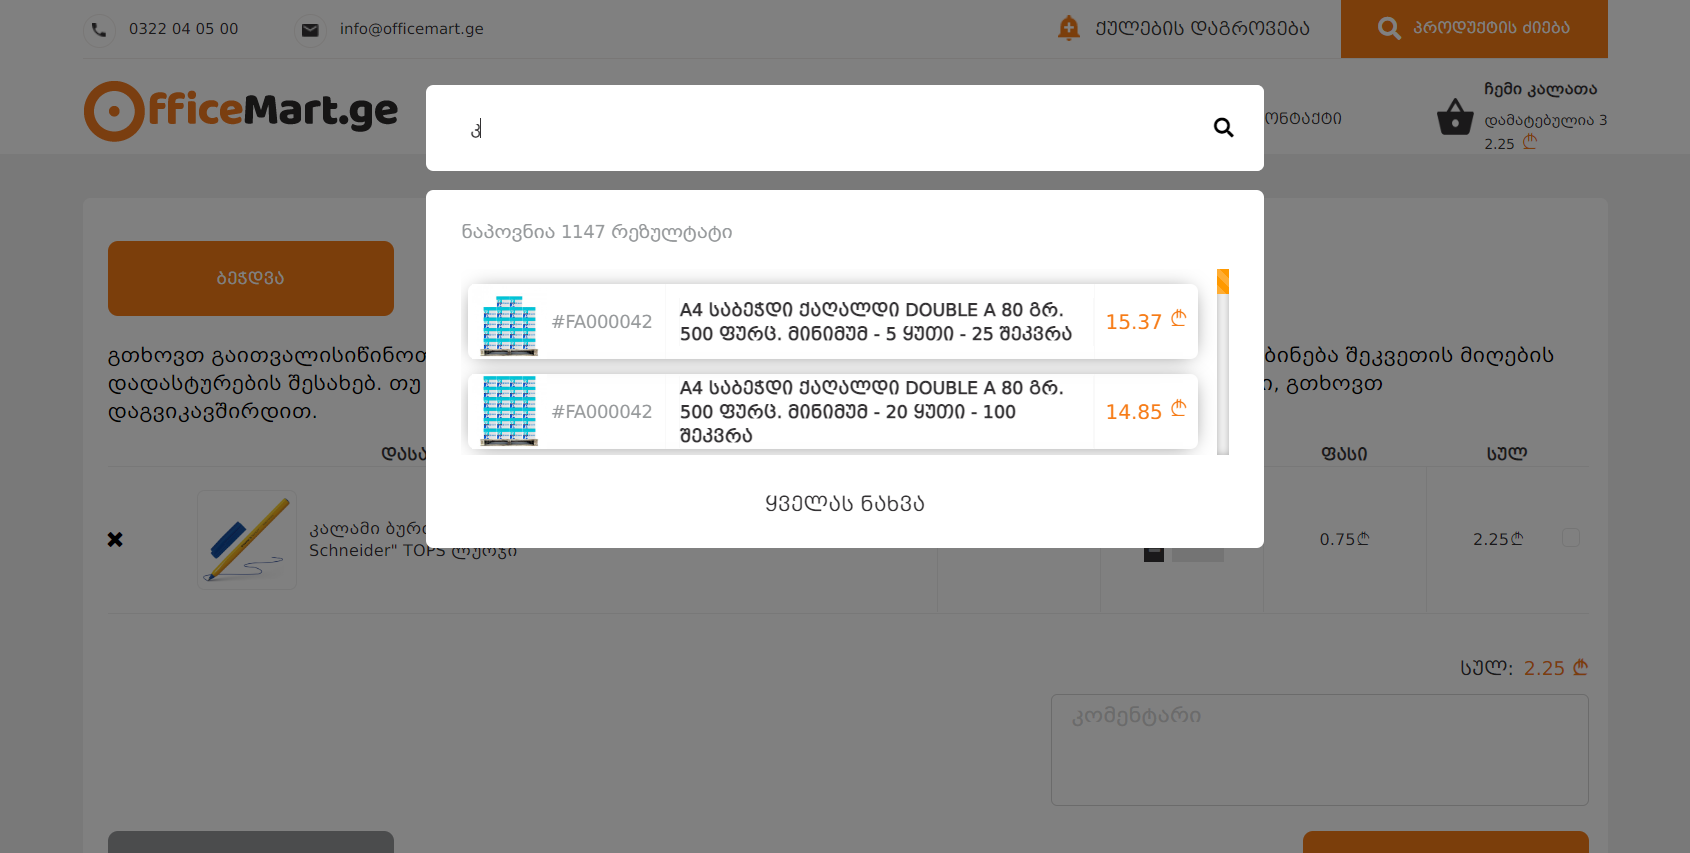 0322 04 05 00
info@officemart.ge
ქულების დაგროვება
პროდუქტის ძიება
OfficeMart.ge
კ
ონტაქტი
ჩემი კალათა
დამატებულია 3
2.25 ₾
ნაპოვნია 1147 რეზულტატი
#FA000042
A4 საბეჭდი ქაღალდი DOUBLE A 80 გრ.
500 ფურც. მინიმუმ - 5 ყუთი - 25 შეკვრა
15.37 ₾
#FA000042
A4 საბეჭდი ქაღალდი DOUBLE A 80 გრ.
500 ფურც. მინიმუმ - 20 ყუთი - 100
შეკვრა
14.85 ₾
ყველას ნახვა
ბეჭდვა
გთხოვთ გაითვალისწინოთ
ბინება შეკვეთის მიღების
დადასტურების შესახებ. თუ
ი, გთხოვთ
დაგვიკავშირდით.
დასა
ფასი
სულ
კალამი ბურთ
Schneider" TOPS ლურჯი
0.75₾
2.25₾
სულ: 2.25 ₾
კომენტარი